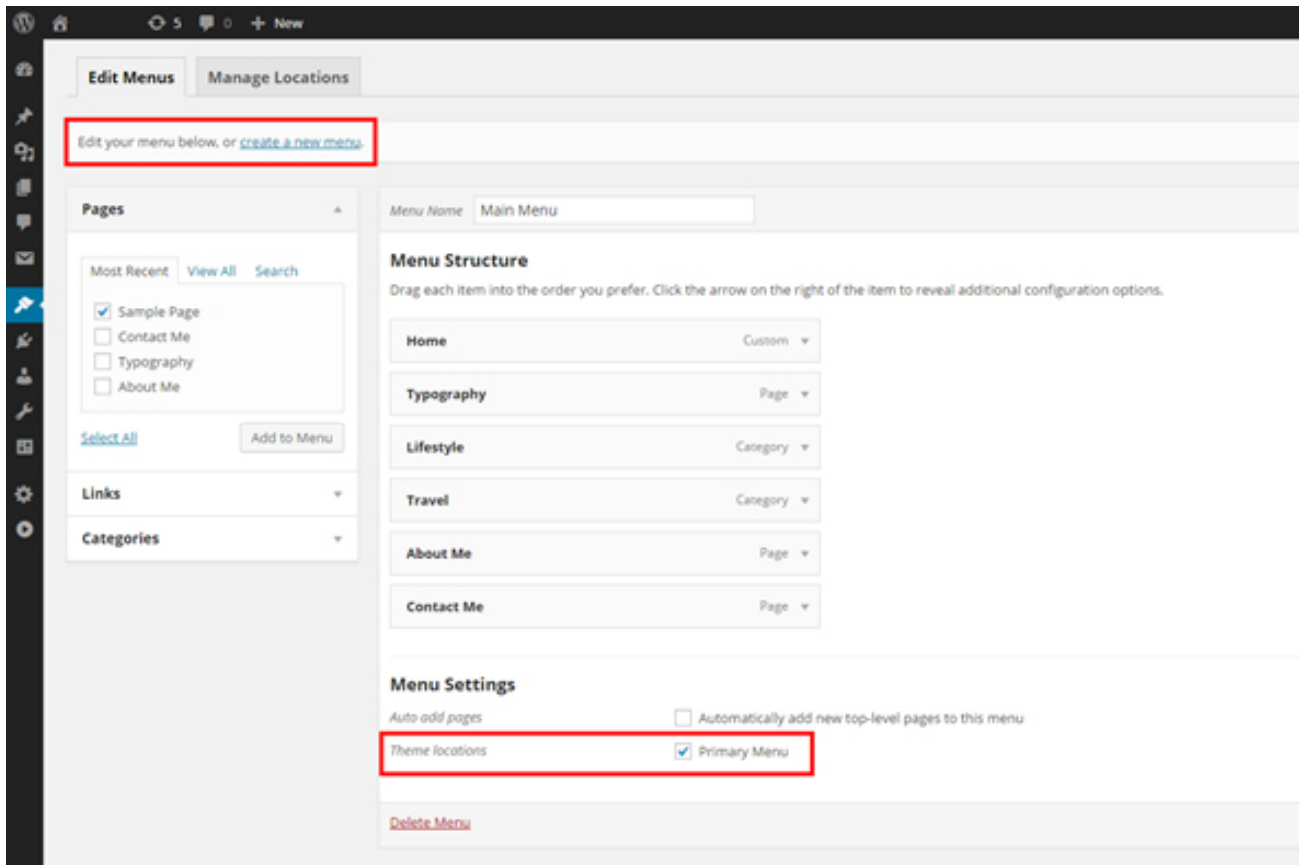 5 0 + New
Edit Menus Manage Locations
Edit your menu below, or create a new menu.
Pages
Most Recent View All Search
Sample Page
Contact Me
Typography
About Me
Select All Add to Menu
Links
Categories
Menu Name Main Menu
Menu Structure
Drag each item into the order you prefer. Click the arrow on the right of the item to reveal additional configuration options.
Home Custom
Typography Page
Lifestyle Category
Travel Category
About Me Page
Contact Me Page
Menu Settings
Auto add pages Automatically add new top-level pages to this menu
Theme locations Primary Menu
Delete Menu